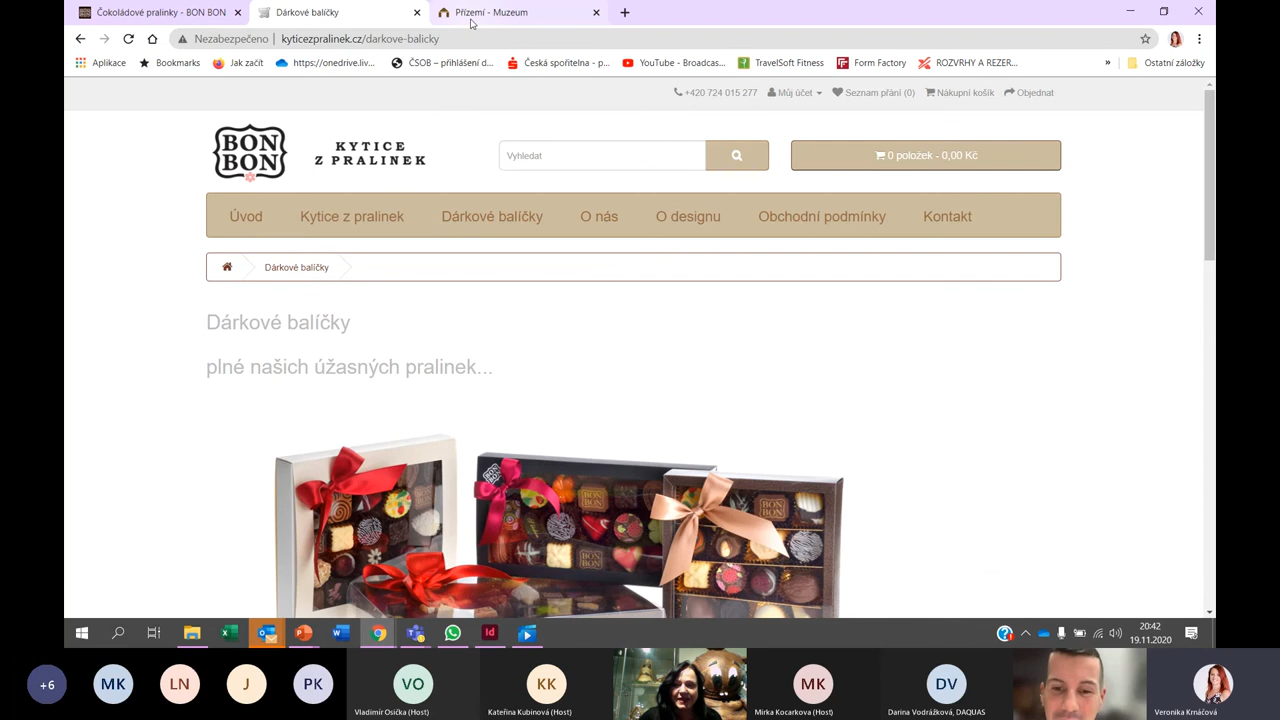 Čokoládové pralinky - BON BON
Dárkové balíčky
Přízemí - Muzeum
Nezabezpečeno
kyticezpralinek.cz/darkove-balicky
Aplikace
Bookmarks
Jak začít
https://onedrive.liv...
ČSOB – přihlášení d...
Česká spořitelna - p...
YouTube - Broadcas...
TravelSoft Fitness
Form Factory
ROZVRHY A REZER...
»
Ostatní záložky
+420 724 015 277
Můj účet
Seznam přání (0)
Nákupní košík
Objednat
BON
BON
KYTICE
Z PRALINEK
Vyhledat
0 položek - 0,00 Kč
Úvod
Kytice z pralinek
Dárkové balíčky
O nás
O designu
Obchodní podmínky
Kontakt
Dárkové balíčky
Dárkové balíčky
plné našich úžasných pralinek...
20:42
19.11.2020
+6
MK
LN
J
PK
VO
Vladimír Osička (Host)
KK
Kateřina Kubinová (Host)
MK
Mirka Kocarkova (Host)
DV
Darina Vodrážková, DAQUAS
Veronika Krnáčová